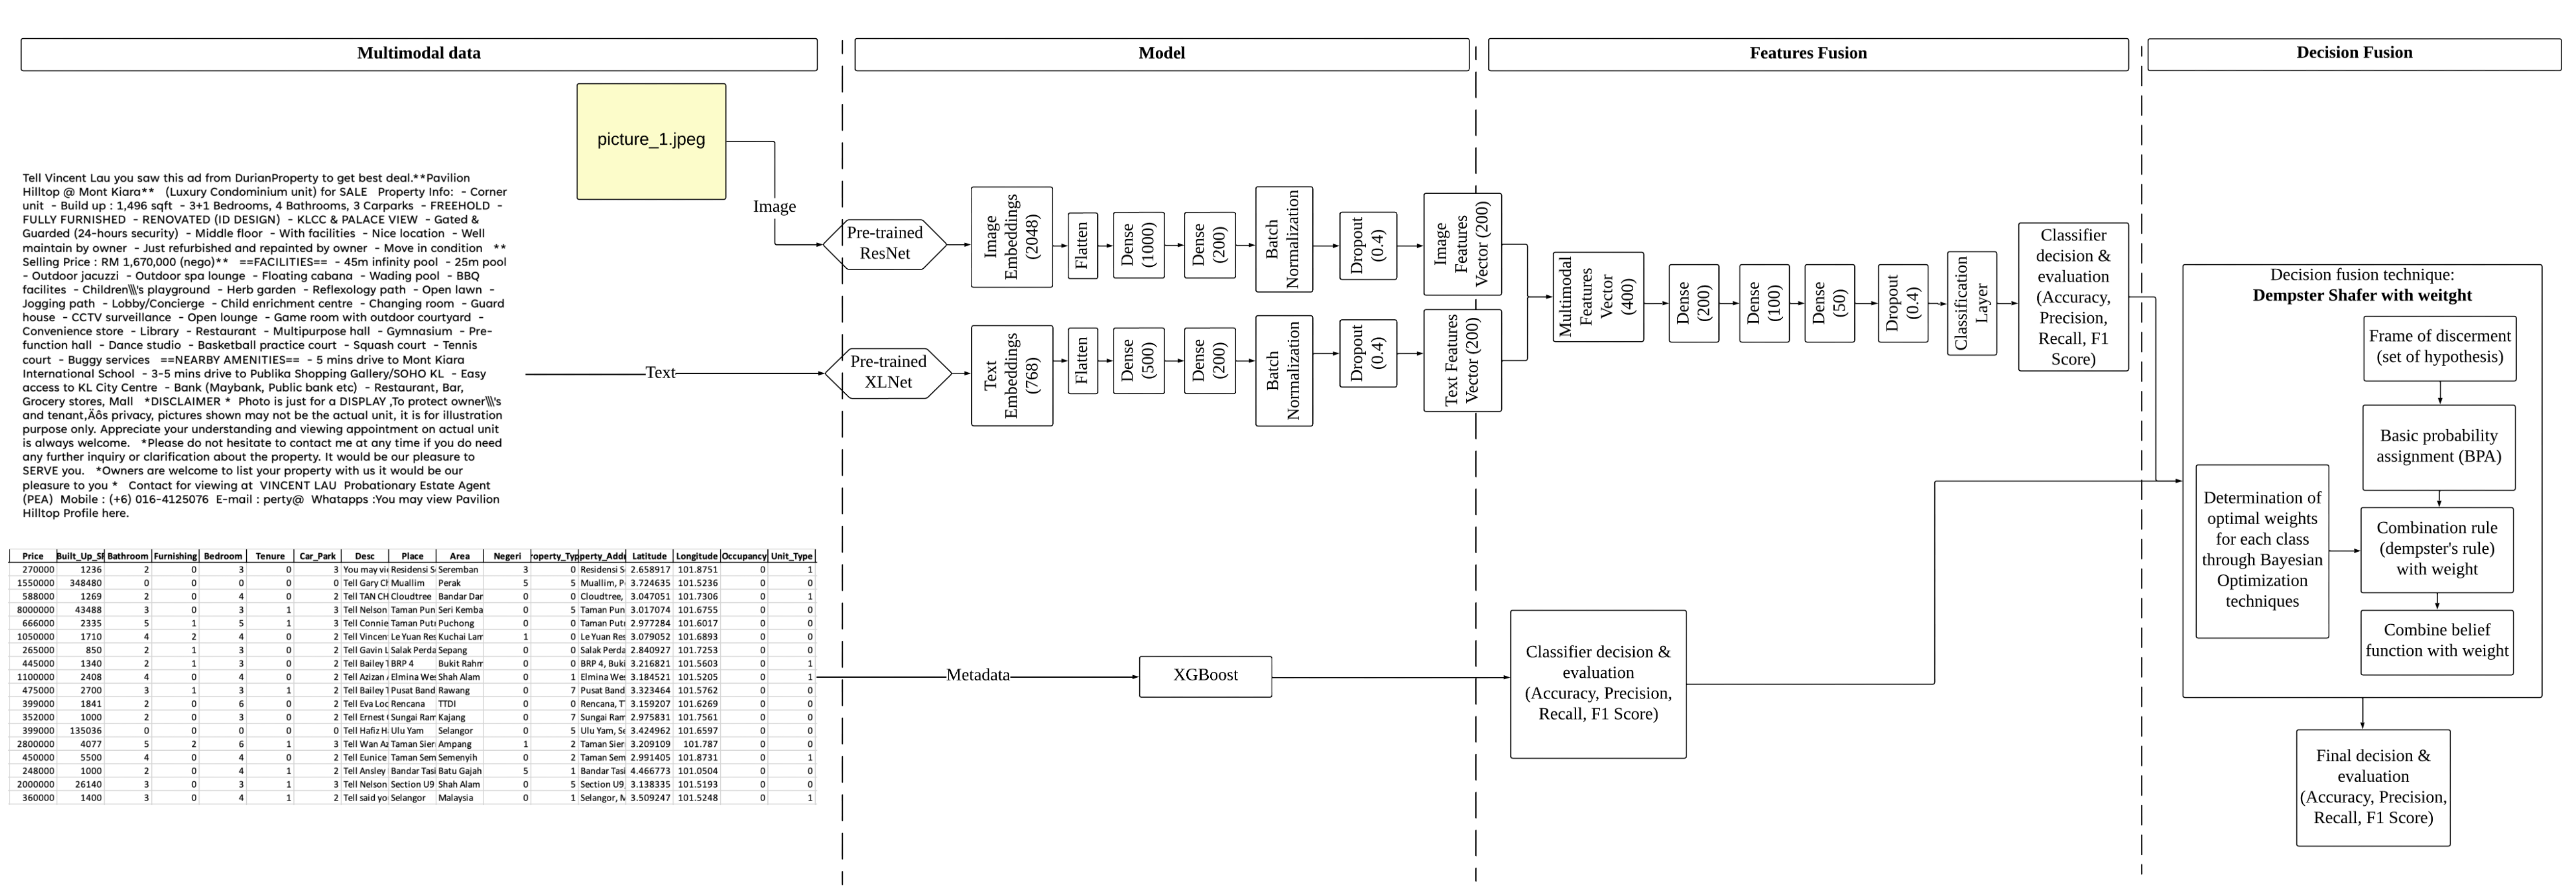 Multimodal data
Model
Features Fusion
Decision Fusion
picture_1.jpeg
Image
Tell Vincent Lau you saw this ad from DurianProperty to get best deal.**Pavilion
Hilltop @ Mont Kiara** (Luxury Condominium unit) for SALE Property Info: - Corner
unit - Build up : 1,496 sqft - 3+1 Bedrooms, 4 Bathrooms, 3 Carparks - FREEHOLD -
FULLY FURNISHED - RENOVATED (ID DESIGN) - KLCC & PALACE VIEW - Gated &
Guarded (24-hours security) - Middle floor - With facilities - Nice location - Well
maintain by owner - Just refurbished and repainted by owner - Move in condition **
Selling Price : RM 1,670,000 (nego)** ==FACILITIES== - 45m infinity pool - 25m pool
- Outdoor jacuzzi - Outdoor spa lounge - Floating cabana - Wading pool - BBQ
facilites - Children\\\'s playground - Herb garden - Reflexology path - Open lawn -
Jogging path - Lobby/Concierge - Child enrichment centre - Changing room - Guard
house - CCTV surveillance - Open lounge - Game room with outdoor courtyard -
Convenience store - Library - Restaurant - Multipurpose hall - Gymnasium - Pre-
function hall - Dance studio - Basketball practice court - Squash court - Tennis
court - Buggy services ==NEARBY AMENITIES== - 5 mins drive to Mont Kiara
International School - 3-5 mins drive to Publika Shopping Gallery/SOHO KL - Easy
access to KL City Centre - Bank (Maybank, Public bank etc) - Restaurant, Bar,
Grocery stores, Mall *DISCLAIMER * Photo is just for a DISPLAY ,To protect owner\\\'s
and tenant‚Äôs privacy, pictures shown may not be the actual unit, it is for illustration
purpose only. Appreciate your understanding and viewing appointment on actual unit
is always welcome. *Please do not hesitate to contact me at any time if you do need
any further inquiry or clarification about the property. It would be our pleasure to
SERVE you. *Owners are welcome to list your property with us it would be our
pleasure to you * Contact for viewing at VINCENT LAU Probationary Estate Agent
(PEA) Mobile : (+6) 016-4125076 E-mail : perty@ Whatapps :You may view Pavilion
Hilltop Profile here.
Text
Price Built_Up_Sl Bathroom Furnishing Bedroom Tenure Car_Park Desc Place Area Negeri roperty_Typ perty_Addr Latitude Longitude Occupancy Unit_Type
270000 1236 2 0 3 0 3 You may vie Residensi S Seremban 3 0 Residensi S 2.658917 101.8751 0 1
1550000 348480 0 0 0 0 0 Tell Gary Ch Muallim Perak 5 5 Muallim, P 3.724635 101.5236 0 0
588000 1269 2 0 4 0 2 Tell TAN CH Cloudtree Bandar Dar 0 0 Cloudtree, 3.047051 101.7306 0 1
8000000 43488 3 0 3 1 3 Tell Nelson Taman Pun Seri Kemba 0 5 Taman Pun 3.017074 101.6755 0 0
666000 2335 5 1 5 1 3 Tell Connie Taman Put Puchong 0 0 Taman Put 2.977284 101.6017 0 0
1050000 1710 4 2 4 0 2 Tell Vincen Le Yuan Res Kuchai Lam 1 0 Le Yuan Res 3.079052 101.6893 0 0
265000 850 2 1 3 0 2 Tell Gavin L Salak Perda Sepang 0 0 Salak Perda 2.840927 101.7253 0 0
445000 1340 2 1 3 0 2 Tell Bailey BRP 4 Bukit Rahm 0 0 BRP 4, Buki 3.216821 101.5603 0 1
1100000 2408 4 0 4 0 2 Tell Azizan Elmina Wes Shah Alam 0 1 Elmina Wes 3.184521 101.5205 0 1
475000 2700 3 1 3 1 2 Tell Bailey Pusat Band Rawang 0 7 Pusat Band 3.323464 101.5762 0 0
399000 1841 2 0 6 0 2 Tell Eva Loc Rencana TTDI 0 0 Rencana, T 3.159207 101.6269 0 0
352000 1000 2 0 3 0 2 Tell Ernest Sungai Ram Kajang 0 7 Sungai Ram 2.975831 101.7561 0 0
399000 135036 0 0 0 0 0 Tell Hafiz H Ulu Yam Selangor 0 5 Ulu Yam, Se 3.424962 101.6597 0 0
2800000 4077 5 2 6 1 3 Tell Wan Az Taman Sier Ampang 1 2 Taman Sier 3.209109 101.787 0 0
450000 5500 4 0 4 0 2 Tell Eunice Taman Sem Semenyih 0 2 Taman Sem 2.991405 101.8731 0 1
248000 1000 2 0 4 1 2 Tell Ansley Bandar Tasi Batu Gajah 5 1 Bandar Tasi 4.466773 101.0504 0 0
2000000 26140 3 0 3 1 3 Tell Nelson Section U9 Shah Alam 0 5 Section U9, 3.138335 101.5193 0 0
360000 1400 3 0 4 1 2 Tell said yo Selangor Malaysia 0 1 Selangor, M 3.509247 101.5248 0 1
Metadata
Pre-trained
ResNet
Image
Embeddings
(2048)
Flatten
Dense
(1000)
Dense
(200)
Batch
Normalization
Dropout
(0.4)
Image
Features
Vector (200)
Pre-trained
XLNet
Text
Embeddings
(768)
Flatten
Dense
(500)
Dense
(200)
Batch
Normalization
Dropout
(0.4)
Text Features
Vector (200)
XGBoost
Multimodal
Features
Vector
(400)
Dense
(200)
Dense
(100)
Dense
(50)
Dropout
(0.4)
Classification
Layer
Classifier
decision &
evaluation
(Accuracy,
Precision,
Recall, F1
Score)
Classifier decision &
evaluation
(Accuracy, Precision,
Recall, F1 Score)
Decision fusion technique:
Dempster Shafer with weitght
Frame of discerment
(set of hypothesis)
Basic probability
assignment (BPA)
Determination of
optimal weights
for each class
through Bayesian
Optimization
techniques
Combination rule
(dempster's rule)
with weight
Combine belief
function with weight
Final decision &
evaluation
(Accuracy, Precision,
Recall, F1 Score)